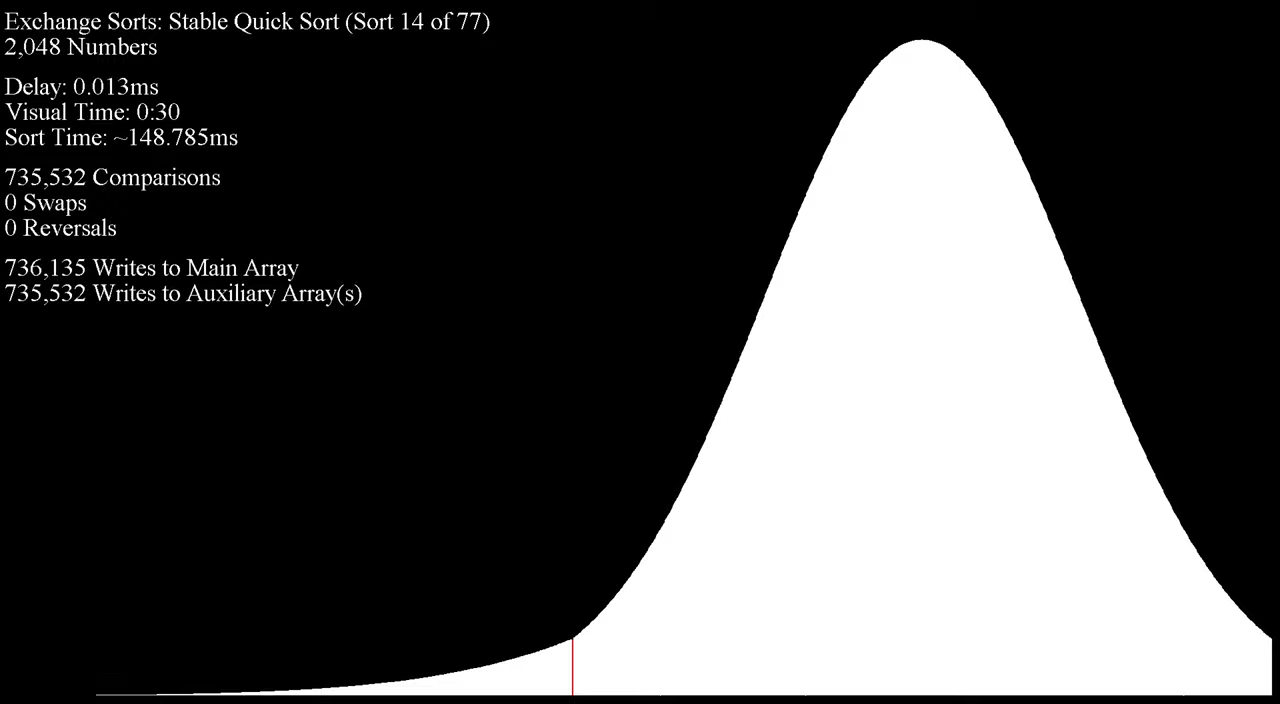 Exchange Sorts: Stable Quick Sort (Sort 14 of 77)
2,048 Numbers
Delay: 0.013ms
Visual Time: 0:30
Sort Time: ~148.785ms
735,532 Comparisons
0 Swaps
0 Reversals
736,135 Writes to Main Array
735,532 Writes to Auxiliary Array(s)